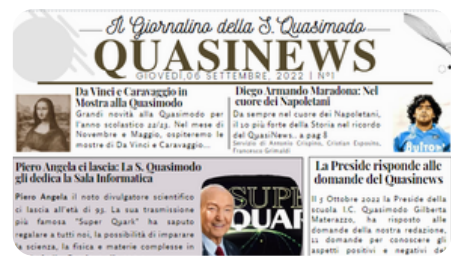 Il Giornalino della S. Quasimodo
QUASINEWS
GIOVEDÌ,06 SETTEMBRE, 2022 | N°1
Da Vinci e Caravaggio in
Mostra alla Quasimodo
Grandi novità alla Quasimodo per
l'anno scolastico 22/23. Nel mese di
Novembre e Maggio, ospiteremo le
mostre di Da Vinci e Caravaggio...
Diego Armando Maradona: Nel
cuore dei Napoletani
Da sempre nel cuore dei Napoletani,
il 10 più forte della Storia nel ricordo
del QuasiNews.. a pag 8
Servizio di Antonio Crispino, Cristian Esposito,
Francesco Grimaldi
Buitoni
Piero Angela ci lascia: La S. Quasimodo
gli dedica la Sala Informatica
Piero Angela il noto divulgatore scientifico
ci lascia all'età di 93. La sua trasmissione
più famosa "Super Quark" ha saputo
regalare a tutti noi, la possibilità di imparare
la scienza, la fisica e materie complesse in
SUPER
QUAR
La Preside risponde alle
domande del Quasinews
Il 3 Ottobre 2022 la Preside della
scuola I.C. Quasimodo Gilberta
Materazzo, ha risposto alle
domande della nostra redazione,
11 domande per conoscere gli
aspetti positivi e negativi de